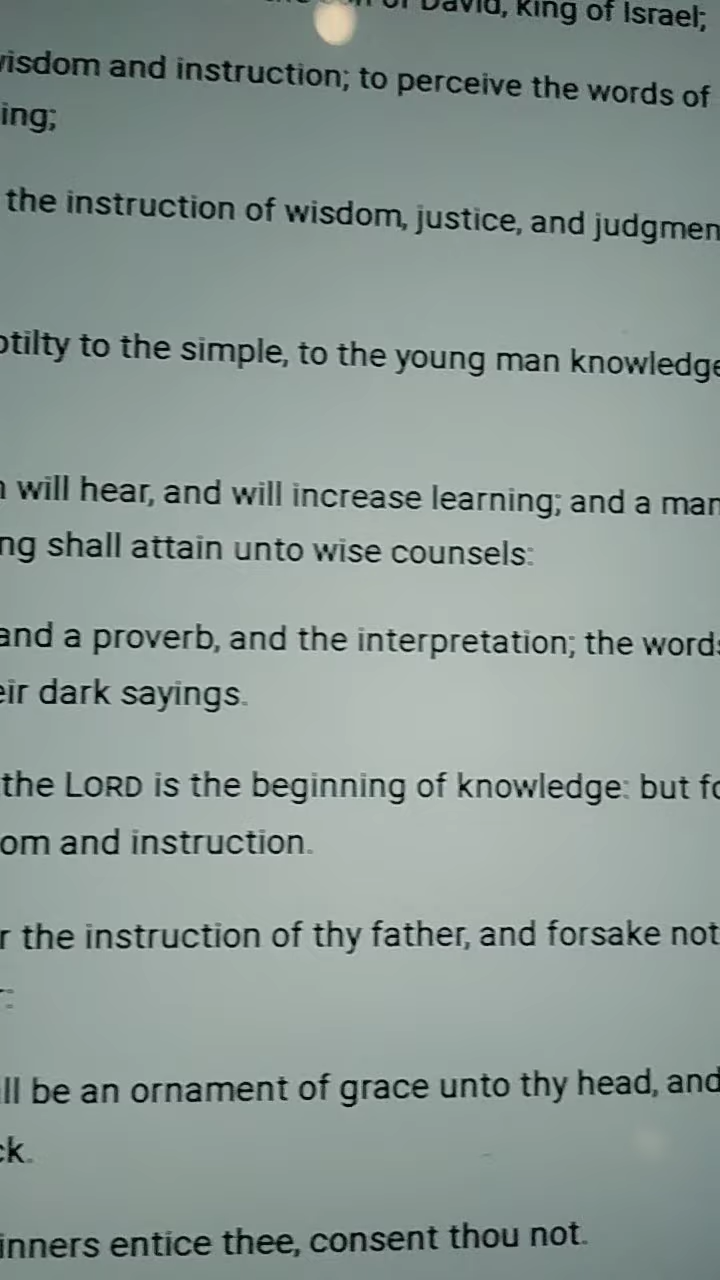 of David, king of Israel;
wisdom and instruction; to perceive the words of
ing;
the instruction of wisdom, justice, and judgmen
btilty to the simple, to the young man knowledge
n will hear, and will increase learning; and a man
ng shall attain unto wise counsels:
and a proverb, and the interpretation; the words
eir dark sayings.
the LORD is the beginning of knowledge: but fo
om and instruction.
r the instruction of thy father, and forsake not
r:
ll be an ornament of grace unto thy head, and
ck.
inners entice thee, consent thou not.